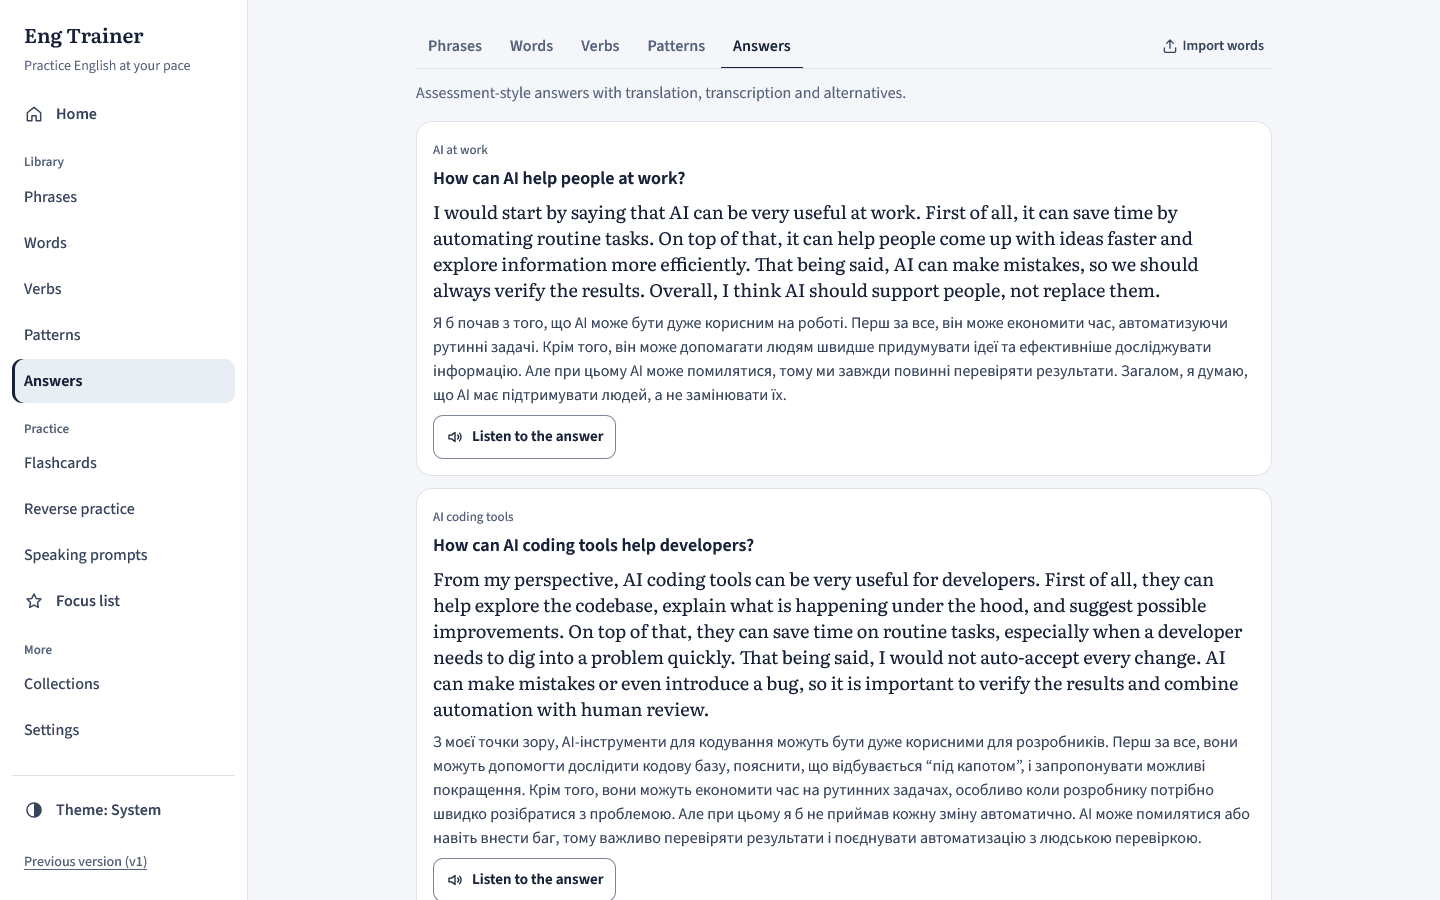 Eng Trainer
Practice English at your pace
Home
Library
Phrases
Words
Verbs
Patterns
Answers
Practice
Flashcards
Reverse practice
Speaking prompts
Focus list
More
Collections
Settings
Theme: System
Previous version (v1)
Phrases Words Verbs Patterns Answers Import words
Assessment-style answers with translation, transcription and alternatives.
AI at work
How can AI help people at work?
I would start by saying that AI can be very useful at work. First of all, it can save time by
automating routine tasks. On top of that, it can help people come up with ideas faster and
explore information more efficiently. That being said, AI can make mistakes, so we should
always verify the results. Overall, I think AI should support people, not replace them.
Я б почав з того, що AI може бути дуже корисним на роботі. Перш за все, він може економити час, автоматизуючи
рутинні задачі. Крім того, він може допомагати людям швидше придумувати ідеї та ефективніше досліджувати
інформацію. Але при цьому AI може помилятися, тому ми завжди повинні перевіряти результати. Загалом, я думаю,
що AI має підтримувати людей, а не замінювати їх.
Listen to the answer
AI coding tools
How can AI coding tools help developers?
From my perspective, AI coding tools can be very useful for developers. First of all, they can
help explore the codebase, explain what is happening under the hood, and suggest possible
improvements. On top of that, they can save time on routine tasks, especially when a developer
needs to dig into a problem quickly. That being said, I would not auto-accept every change. AI
can make mistakes or even introduce a bug, so it is important to verify the results and combine
automation with human review.
З моєї точки зору, AI-інструменти для кодування можуть бути дуже корисними для розробників. Перш за все, вони
можуть допомогти дослідити кодову базу, пояснити, що відбувається “під капотом”, і запропонувати можливі
покращення. Крім того, вони можуть економити час на рутинних задачах, особливо коли розробнику потрібно
швидко розібратися з проблемою. Але при цьому я б не приймав кожну зміну автоматично. AI може помилятися або
навіть внести баг, тому важливо перевіряти результати і поєднувати автоматизацію з людською перевіркою.
Listen to the answer